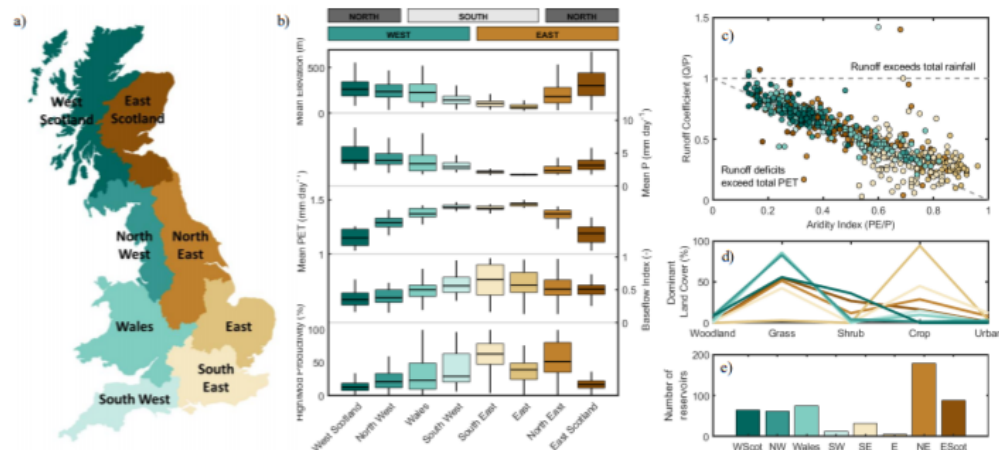 a)
West
Scotland
East
Scotland
North
West
North
East
Wales
East
South
East
South West
b)
NORTH
SOUTH
NORTH
WEST
EAST
Mean Elevation (m)
500
0
Mean P (mm day⁻¹)
10
5
0
Mean PET (mm day⁻¹)
1.5
1
Baseflow Index (-)
1
0.5
0
High/Mod Productivity (%)
100
50
0
West Scotland
North West
Wales
South West
South East
East
North East
East Scotland
c)
Runoff Coefficient (Q/P)
1.5
1
0.5
0
Runoff exceeds total rainfall
Runoff deficits
exceed total PET
0
0.2
0.4
0.6
0.8
1
Aridity Index (PE/P)
d)
Dominant
Land Cover (%)
100
50
0
Woodland
Grass
Shrub
Crop
Urban
e)
Number of
reservoirs
200
100
0
WScot
NW
Wales
SW
SE
E
NE
EScot